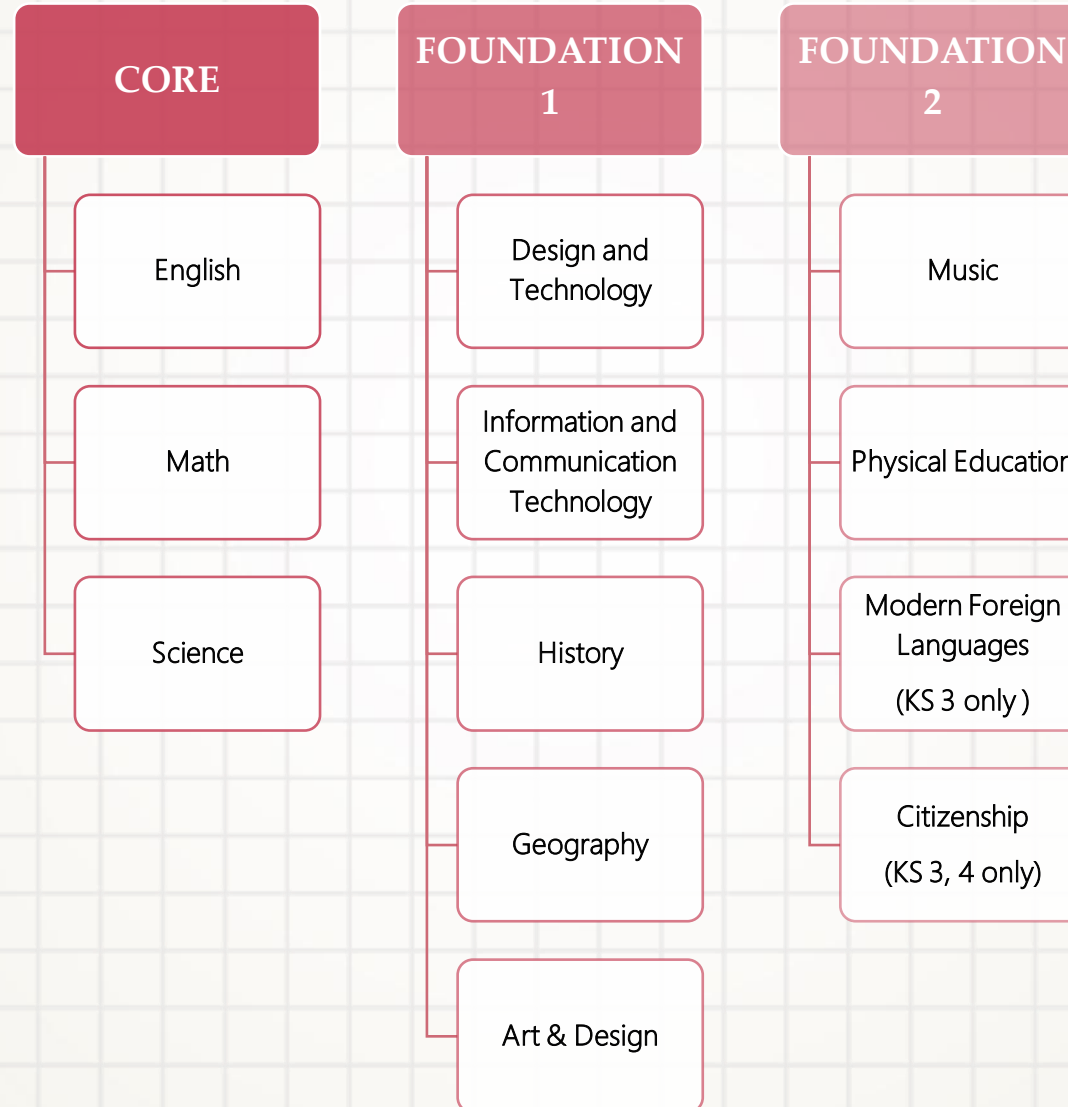 CORE
English
Math
Science
FOUNDATION
1
Design and
Technology
Information and
Communication
Technology
History
Geography
Art & Design
FOUNDATION
2
Music
Physical Education
Modern Foreign
Languages
(KS 3 only )
Citizenship
(KS 3, 4 only)